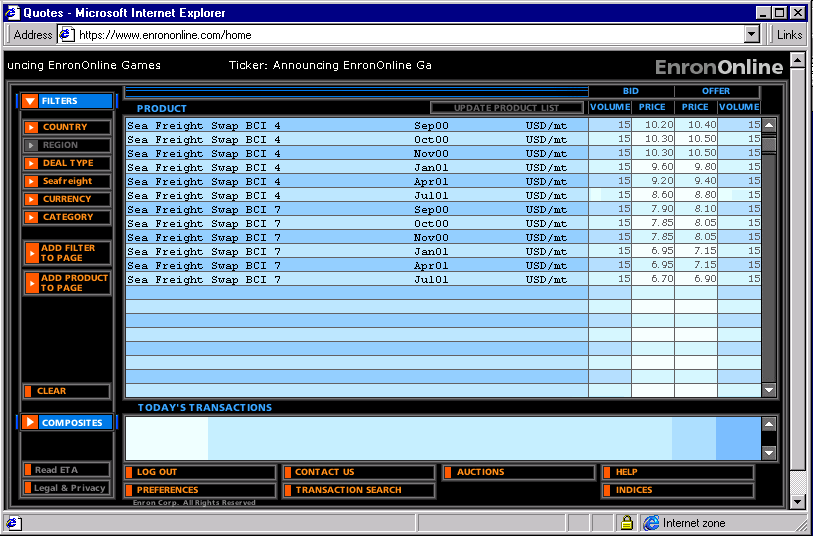 Quotes - Microsoft Internet Explorer
Address https://www.enrononline.com/home Links
uncing EnronOnline Games Ticker: Announcing EnronOnline Ga
EnronOnline
FILTERS
COUNTRY
REGION
DEAL TYPE
Seafreight
CURRENCY
CATEGORY
ADD FILTER
TO PAGE
ADD PRODUCT
TO PAGE
CLEAR
COMPOSITES
Read ETA
Legal & Privacy
BID OFFER
PRODUCT UPDATE PRODUCT LIST VOLUME PRICE PRICE VOLUME
Sea Freight Swap BCI 4 Sep00 USD/mt 15 10.20 10.40 15
Sea Freight Swap BCI 4 Oct00 USD/mt 15 10.30 10.50 15
Sea Freight Swap BCI 4 Nov00 USD/mt 15 10.30 10.50 15
Sea Freight Swap BCI 4 Jan01 USD/mt 15 9.60 9.80 15
Sea Freight Swap BCI 4 Apr01 USD/mt 15 9.20 9.40 15
Sea Freight Swap BCI 4 Jul01 USD/mt 15 8.60 8.80 15
Sea Freight Swap BCI 7 Sep00 USD/mt 15 7.90 8.10 15
Sea Freight Swap BCI 7 Oct00 USD/mt 15 7.85 8.05 15
Sea Freight Swap BCI 7 Nov00 USD/mt 15 7.85 8.05 15
Sea Freight Swap BCI 7 Jan01 USD/mt 15 6.95 7.15 15
Sea Freight Swap BCI 7 Apr01 USD/mt 15 6.95 7.15 15
Sea Freight Swap BCI 7 Jul01 USD/mt 15 6.70 6.90 15
TODAY'S TRANSACTIONS
LOG OUT CONTACT US AUCTIONS HELP
PREFERENCES TRANSACTION SEARCH INDICES
Enron Corp. All Rights Reserved
Internet zone